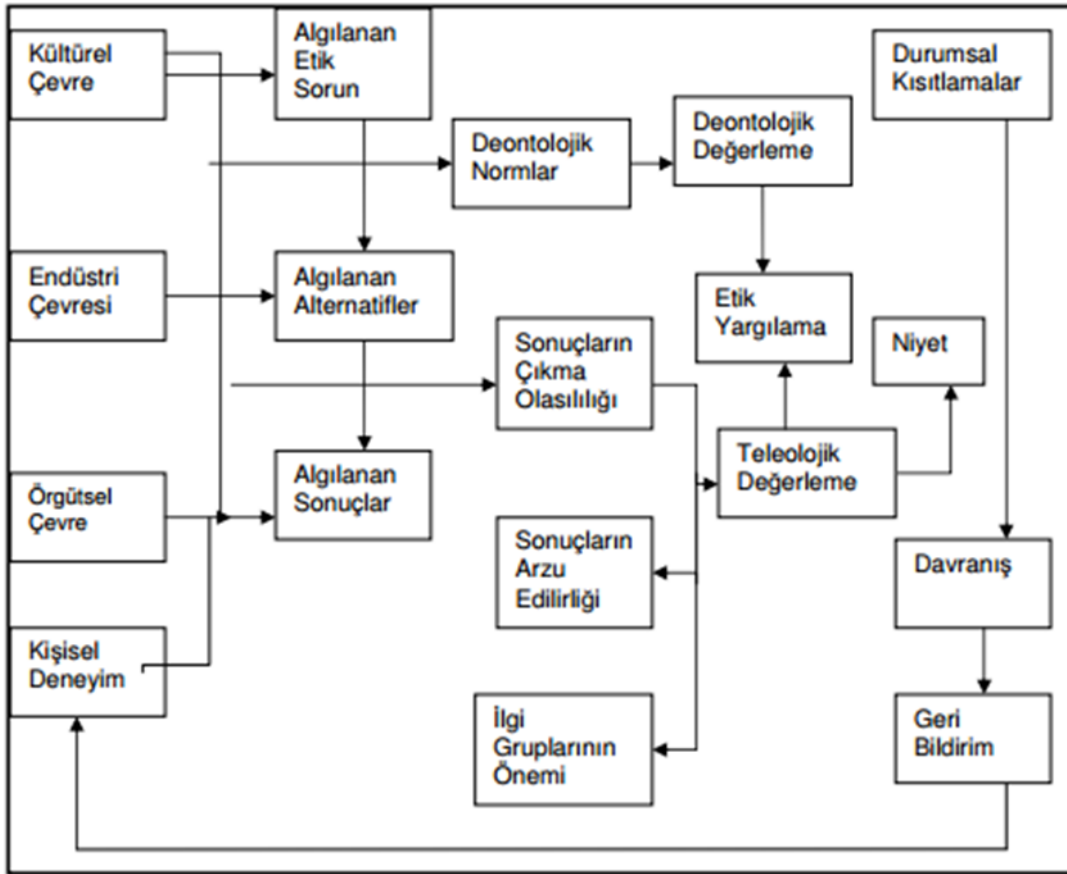 Kültürel
Çevre
Algılanan
Etik
Sorun
Durumsal
Kısıtlamalar
Deontolojik
Normlar
Deontolojik
Değerleme
Endüstri
Çevresi
Algılanan
Alternatifler
Etik
Yargılama
Sonuçların
Çıkma
Olasılılığı
Niyet
Örgütsel
Çevre
Algılanan
Sonuçlar
Teleolojik
Değerleme
Sonuçların
Arzu
Edilirliği
Davranış
Kişisel
Deneyim
İlgi
Gruplarının
Önemi
Geri
Bildirim